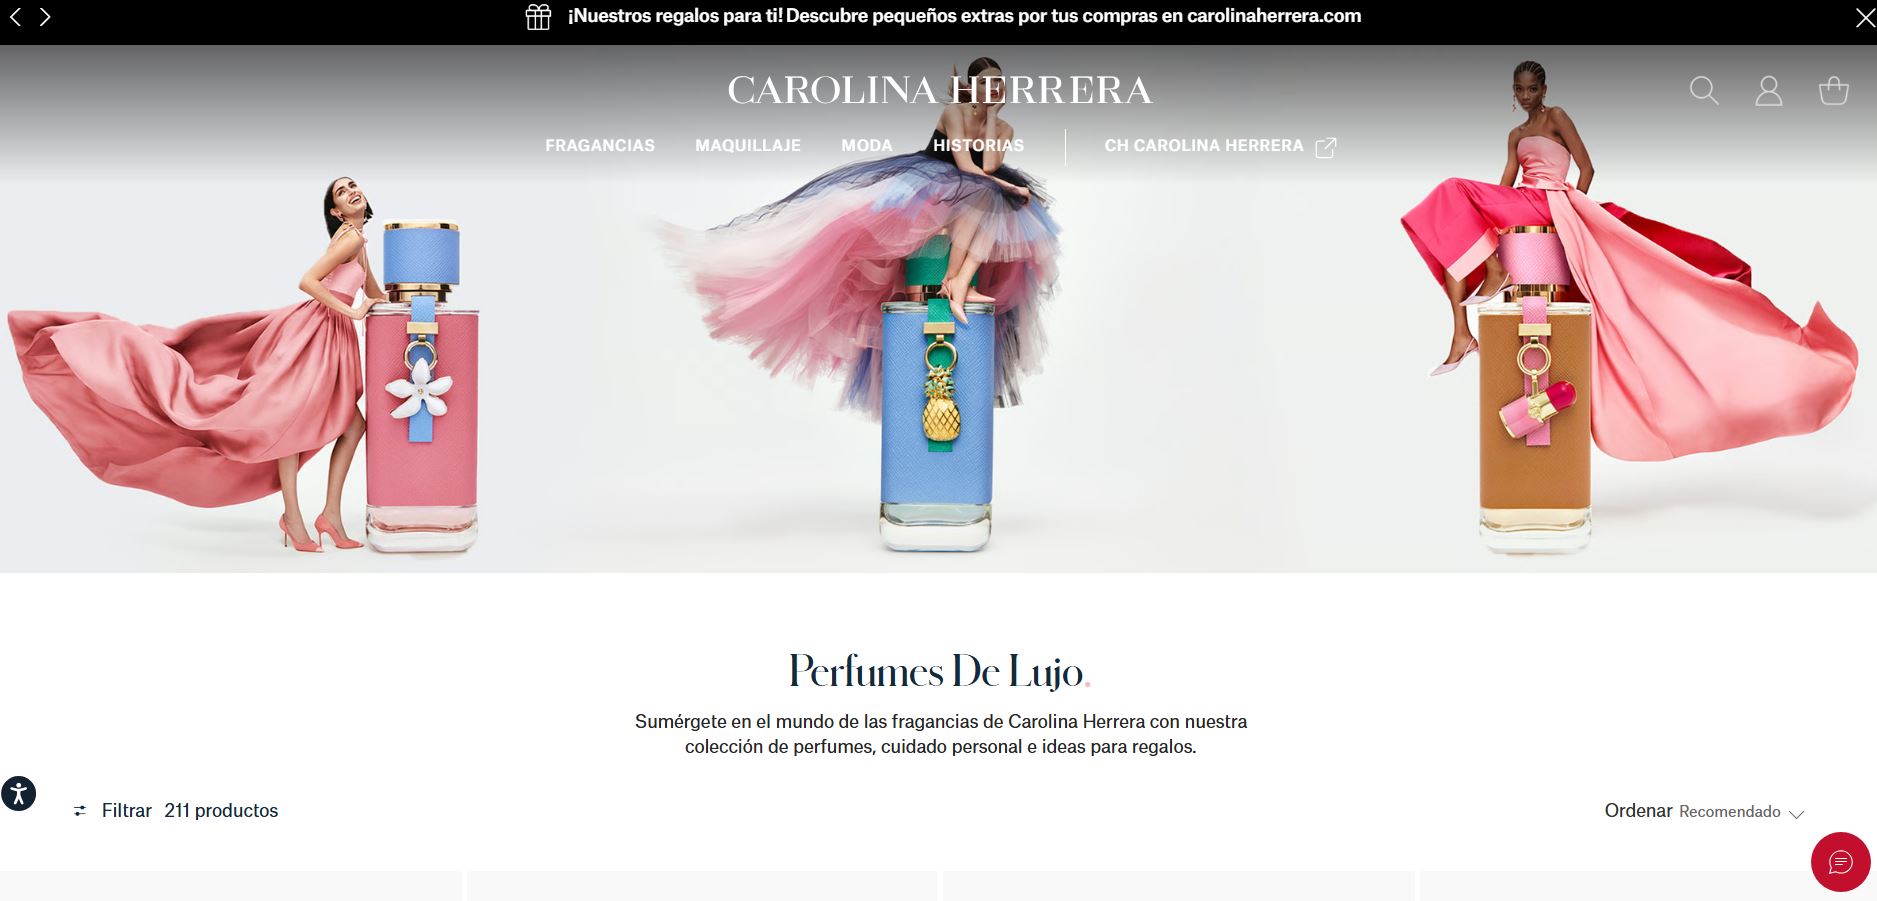 ¡Nuestros regalos para ti! Descubre pequeños extras por tus compras en carolinaherrera.com
CAROLINA HERRERA
FRAGANCIAS MAQUILLAJE MODA HISTORIAS CH CAROLINA HERRERA
Perfumes De Lujo.
Sumérgete en el mundo de las fragancias de Carolina Herrera con nuestra
colección de perfumes, cuidado personal e ideas para regalos.
Filtrar 211 productos Ordenar Recomendado